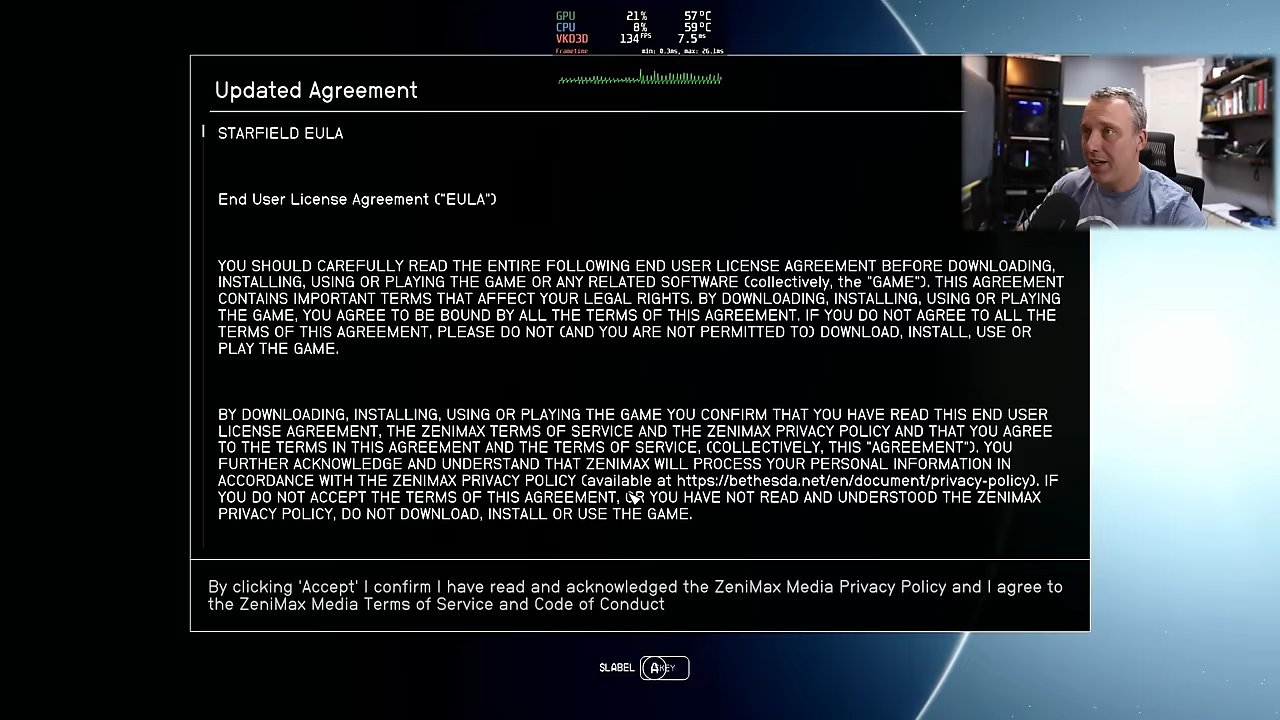 GPU 21% 57°C
CPU 8% 59°C
VKD3D 134 FPS 7.5ms
Frametime min: 0.3ms, max: 26.1ms
Updated Agreement
STARFIELD EULA
End User License Agreement ("EULA")
YOU SHOULD CAREFULLY READ THE ENTIRE FOLLOWING END USER LICENSE AGREEMENT BEFORE DOWNLOADING,
INSTALLING, USING OR PLAYING THE GAME OR ANY RELATED SOFTWARE (collectively, the "GAME"). THIS AGREEMENT
CONTAINS IMPORTANT TERMS THAT AFFECT YOUR LEGAL RIGHTS. BY DOWNLOADING, INSTALLING, USING OR PLAYING
THE GAME, YOU AGREE TO BE BOUND BY ALL THE TERMS OF THIS AGREEMENT. IF YOU DO NOT AGREE TO ALL THE
TERMS OF THIS AGREEMENT, PLEASE DO NOT (AND YOU ARE NOT PERMITTED TO) DOWNLOAD, INSTALL, USE OR
PLAY THE GAME.
BY DOWNLOADING, INSTALLING, USING OR PLAYING THE GAME YOU CONFIRM THAT YOU HAVE READ THIS END USER
LICENSE AGREEMENT, THE ZENIMAX TERMS OF SERVICE AND THE ZENIMAX PRIVACY POLICY AND THAT YOU AGREE
TO THE TERMS IN THIS AGREEMENT AND THE TERMS OF SERVICE, (COLLECTIVELY, THIS "AGREEMENT"). YOU
FURTHER ACKNOWLEDGE AND UNDERSTAND THAT ZENIMAX WILL PROCESS YOUR PERSONAL INFORMATION IN
ACCORDANCE WITH THE ZENIMAX PRIVACY POLICY (available at https://bethesda.net/en/document/privacy-policy). IF
YOU DO NOT ACCEPT THE TERMS OF THIS AGREEMENT, OR YOU HAVE NOT READ AND UNDERSTOOD THE ZENIMAX
PRIVACY POLICY, DO NOT DOWNLOAD, INSTALL OR USE THE GAME.
By clicking 'Accept' I confirm I have read and acknowledged the ZeniMax Media Privacy Policy and I agree to
the ZeniMax Media Terms of Service and Code of Conduct
SLABEL A